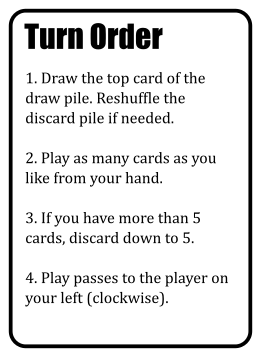 Turn Order
1. Draw the top card of the
draw pile. Reshuffle the
discard pile if needed.
2. Play as many cards as you
like from your hand.
3. If you have more than 5
cards, discard down to 5.
4. Play passes to the player on
your left (clockwise).